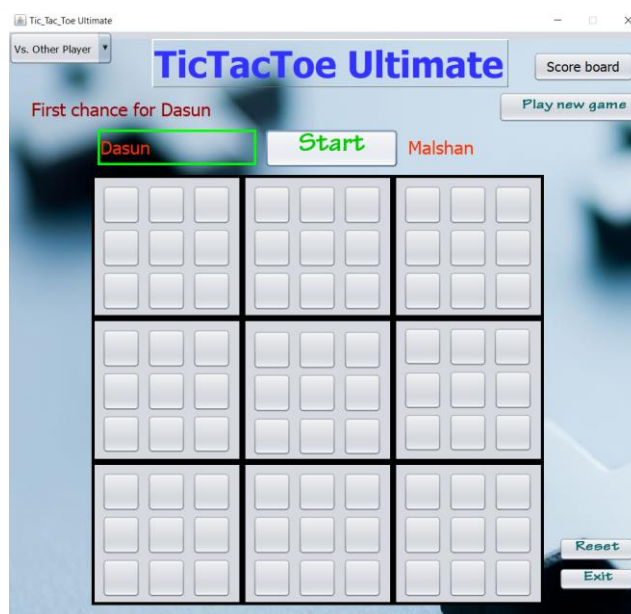 Tic_Tac_Toe Ultimate
Vs. Other Player
TicTacToe Ultimate
Score board
Play new game
First chance for Dasun
Dasun
Start
Malshan
Reset
Exit